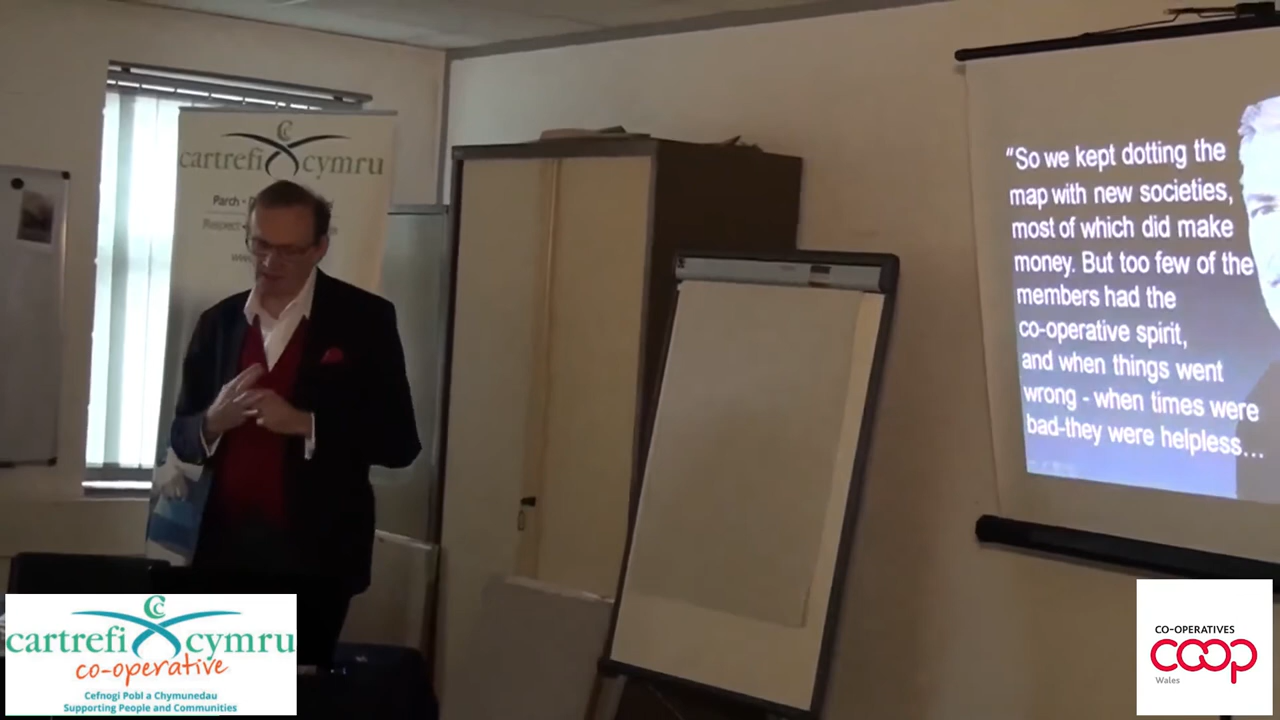 cartrefi cymru
Parch •
Respect •
"So we kept dotting the
map with new societies,
most of which did make
money. But too few of the
members had the
co-operative spirit,
and when things went
wrong - when times were
bad-they were helpless...
cartrefi cymru
co-operative
Cefnogi Pobl a Chymunedau
Supporting People and Communities
CO-OPERATIVES
coop
Wales